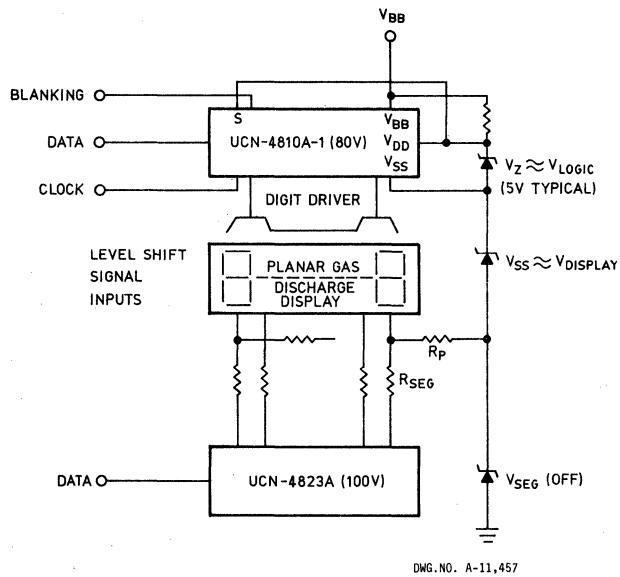 V_BB
BLANKING
S
V_BB
DATA
UCN-4810A-1 (80V)
V_DD
V_SS
V_Z ≈ V_LOGIC
(5V TYPICAL)
CLOCK
DIGIT DRIVER
LEVEL SHIFT
SIGNAL
INPUTS
PLANAR GAS
DISCHARGE
DISPLAY
V_SS ≈ V_DISPLAY
R_P
R_SEG
DATA
UCN-4823A (100V)
V_SEG (OFF)
DWG.NO. A-11,457